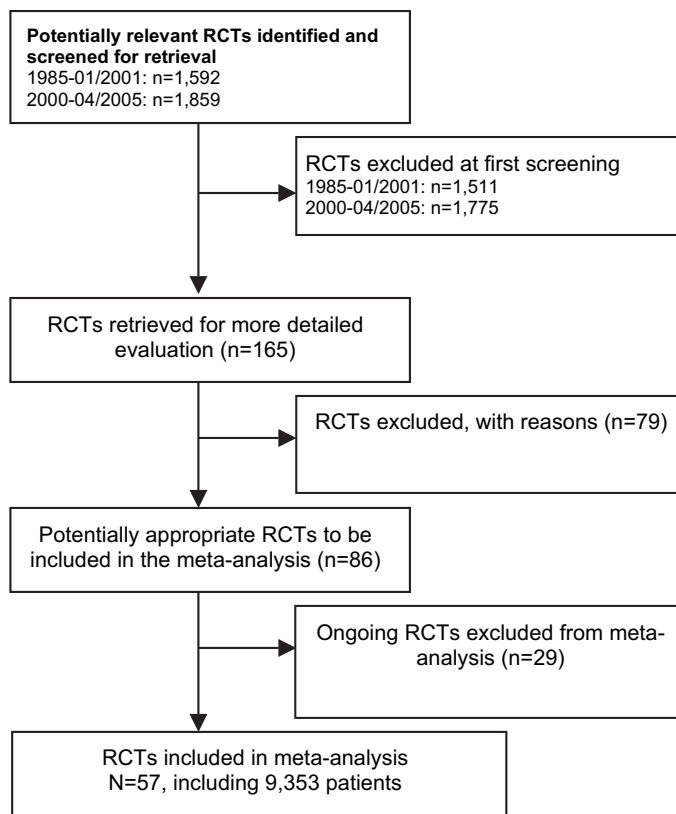 Potentially relevant RCTs identified and
screened for retrieval
1985-01/2001: n=1,592
2000-04/2005: n=1,859
RCTs excluded at first screening
1985-01/2001: n=1,511
2000-04/2005: n=1,775
RCTs retrieved for more detailed
evaluation (n=165)
RCTs excluded, with reasons (n=79)
Potentially appropriate RCTs to be
included in the meta-analysis (n=86)
Ongoing RCTs excluded from meta-
analysis (n=29)
RCTs included in meta-analysis
N=57, including 9,353 patients